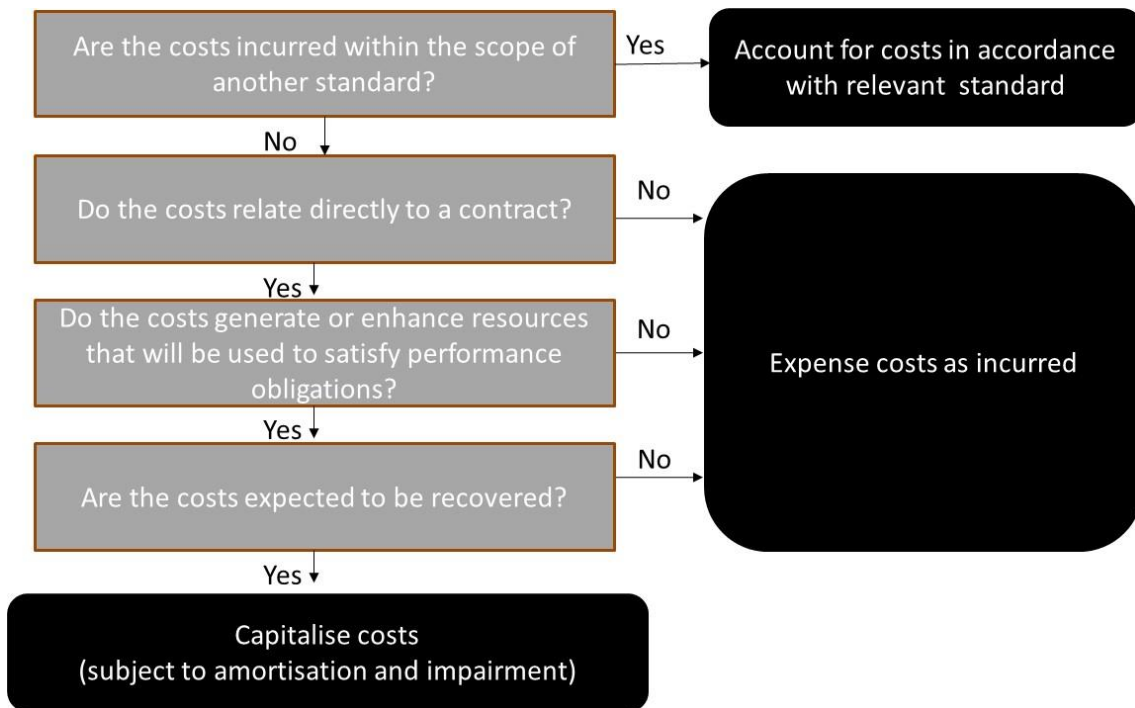 Are the costs incurred within the scope of
another standard?
Yes
Account for costs in accordance
with relevant standard
No
Do the costs relate directly to a contract?
No
Yes
Do the costs generate or enhance resources
that will be used to satisfy performance
obligations?
No
Expense costs as incurred
Yes
Are the costs expected to be recovered?
No
Yes
Capitalise costs
(subject to amortisation and impairment)